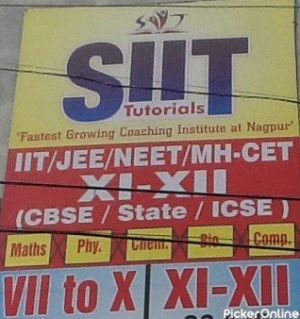 SIIT
Tutorials
"Fastest Growing Coaching Institute at Nagpur"
IIT/JEE/NEET/MH-CET
XI-XII
(CBSE / State / ICSE )
Maths Phy. Chem. Bio. Comp.
VII to X XI-XII
PickerOnline